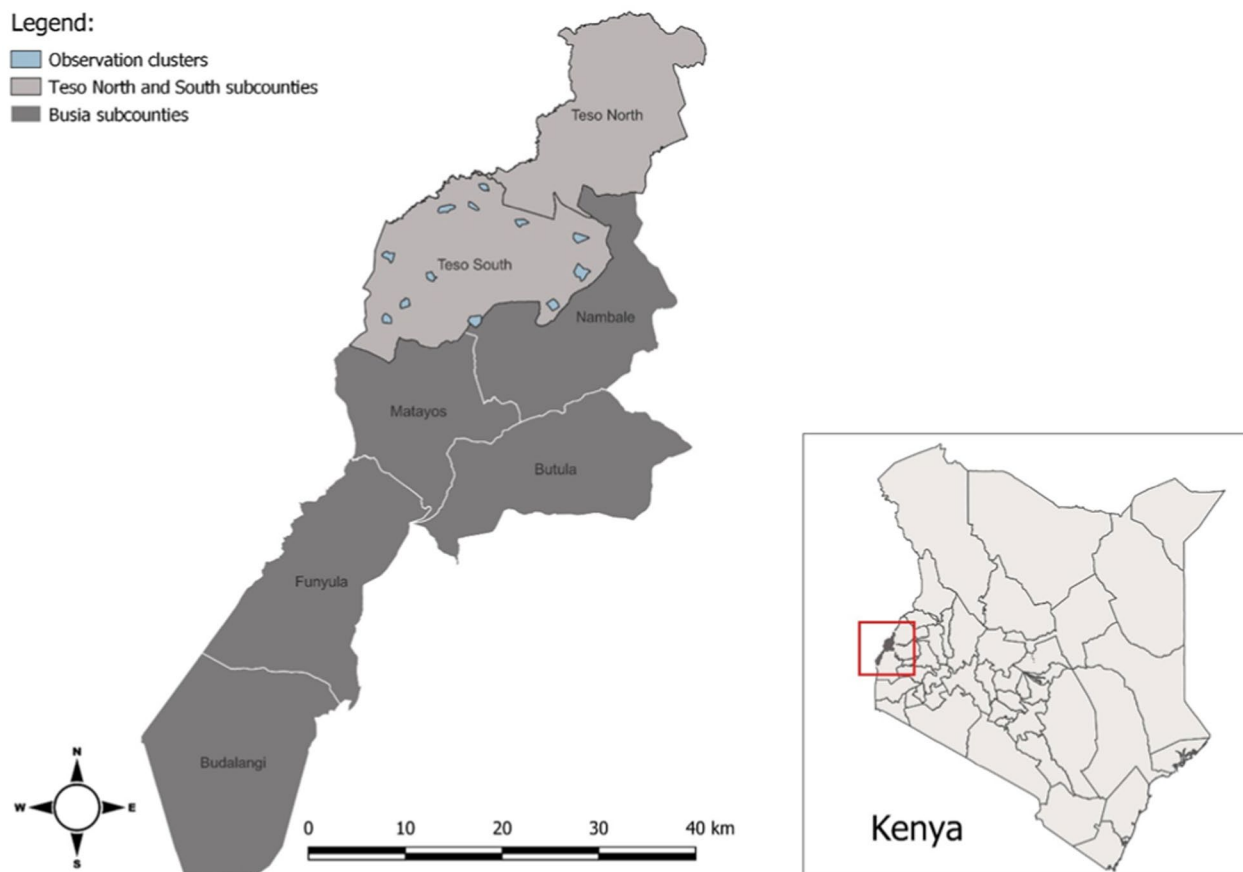 Legend:
Observation clusters
Teso North and South subcounties
Busia subcounties
Teso North
Teso South
Nambale
Matayos
Butula
Funyula
Budalangi
N
W E
S
0 10 20 30 40 km
Kenya